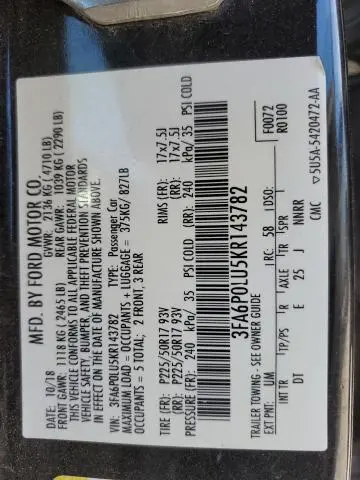 MFD. BY FORD MOTOR CO.
10/18 GVWR: 2136 KG (4710 LB)
FRONT GAWR: 1118 KG (2465 LB) REAR GAWR: 1039 KG (2290 LB)
THIS VEHICLE CONFORMS TO ALL APPLICABLE FEDERAL MOTOR
VEHICLE SAFETY, BUMPER, AND THEFT PREVENTION STANDARDS
IN EFFECT ON THE DATE OF MANUFACTURE SHOWN ABOVE.
VIN: 3FA6P0LU5KR143782 TYPE: Passenger Car
MAXIMUM LOAD = OCCUPANTS + LUGGAGE = 375KG/ 827LB
OCCUPANTS = 5 TOTAL; 2 FRONT, 3 REAR
TIRE (FR): P225/50R17 93V RIMS (FR): 17x7.5J
(RR): P225/50R17 93V (RR): 17x7.5J
PRESSURE (FR): 240 kPa/ 35 PSI COLD (RR): 240 kPa/ 35 PSI COLD
3FA6P0LU5KR143782
F0072
R0100
TRAILER TOWING - SEE OWNER GUIDE
EXT PNT: UM RC: 58 DSO:
INT TR TP/PS R AXLE TR SPR
DT E 25 J NNRR
CMC ▽5U5A-5420472-AA